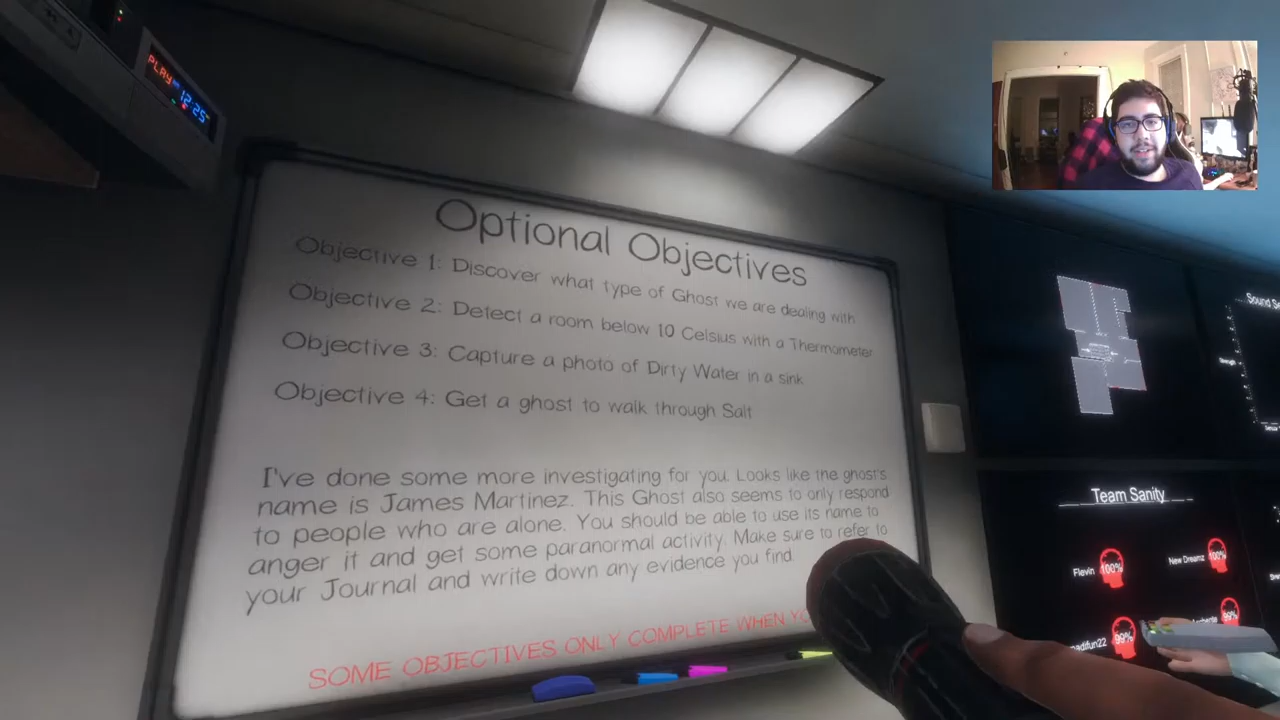 PLAY 12:25
Optional Objectives
Objective 1: Discover what type of Ghost we are dealing with
Objective 2: Detect a room below 10 Celsius with a Thermometer
Objective 3: Capture a photo of Dirty Water in a sink
Objective 4: Get a ghost to walk through Salt
I've done some more investigating for you. Looks like the ghost's
name is James Martinez. This Ghost also seems to only respond
to people who are alone. You should be able to use its name to
anger it and get some paranormal activity. Make sure to refer to
your Journal and write down any evidence you find.
SOME OBJECTIVES ONLY COMPLETE WHEN
Sound
Team Sanity
Flevin 100%
New Dreamz 100%
99%
99%